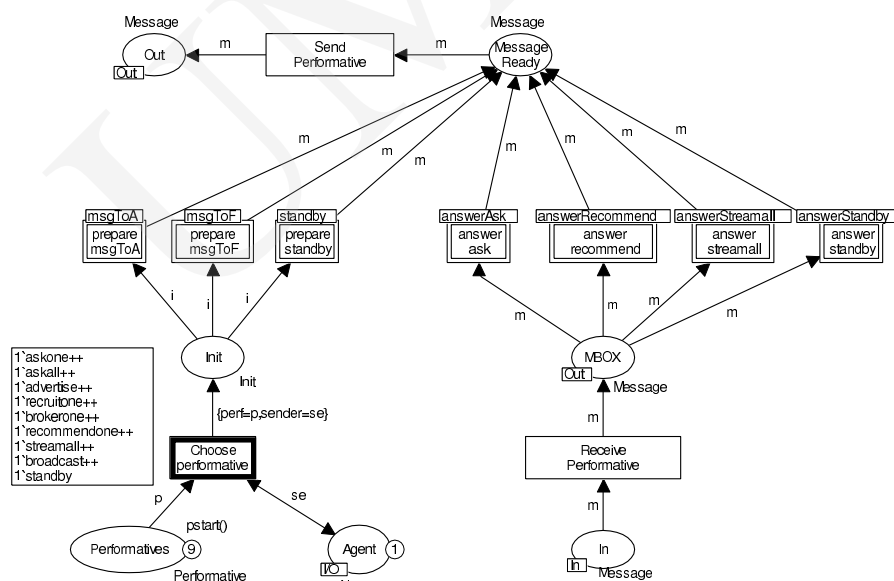 Message
Message
Out
m
Send
Performative
m
Message
Ready
Out
m
m
m
m
m
m
m
msgToA
msgToF
standby
answerAsk
answerRecommend
answerStreamall
answerStandby
prepare
msgToA
prepare
msgToF
prepare
standby
answer
ask
answer
recommend
answer
streamall
answer
standby
i
i
i
m
m
m
m
Init
Init
MBOX
Out
Message
1`askone++
1`askall++
1`advertise++
1`recruitone++
1`brokerone++
1`recommendone++
1`streamall++
1`broadcast++
1`standby
{perf=p,sender=se}
m
Choose
performative
Receive
Performative
p
se
m
pstart()
Performatives
9
Performative
Agent
1
I/O
In
In
Message